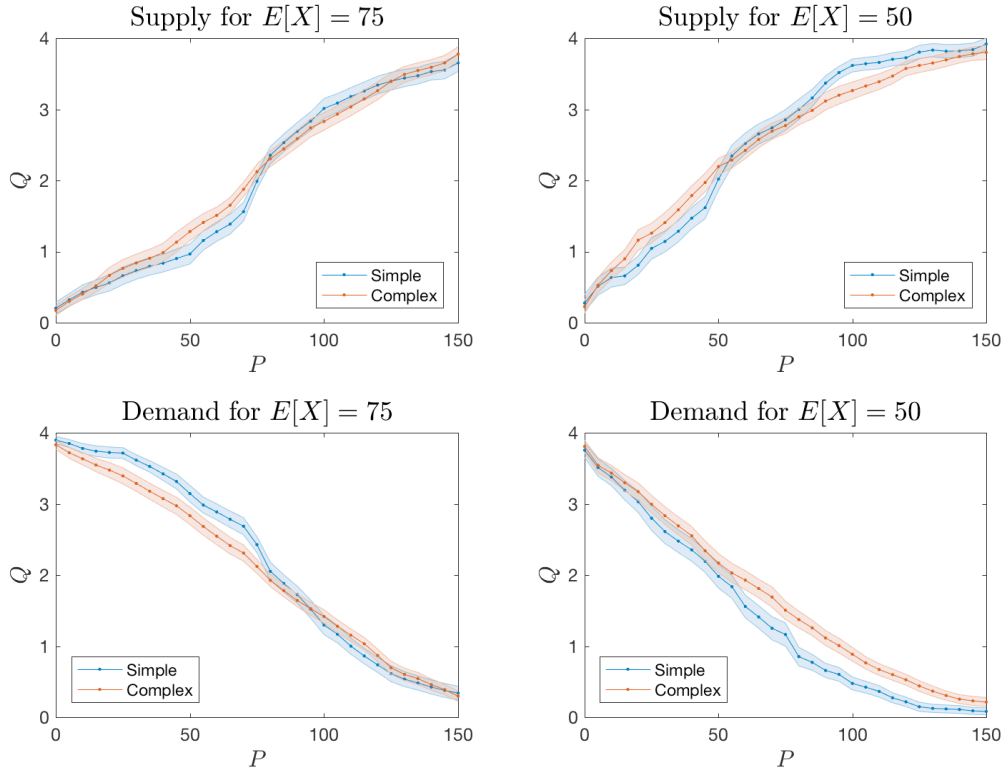 Supply for E[X] = 75
4
3
2
1
0
Q
Simple
Complex
0
50
100
150
P
Supply for E[X] = 50
4
3
2
1
0
Q
Simple
Complex
0
50
100
150
P
Demand for E[X] = 75
4
3
2
1
0
Q
Simple
Complex
0
50
100
150
P
Demand for E[X] = 50
4
3
2
1
0
Q
Simple
Complex
0
50
100
150
P